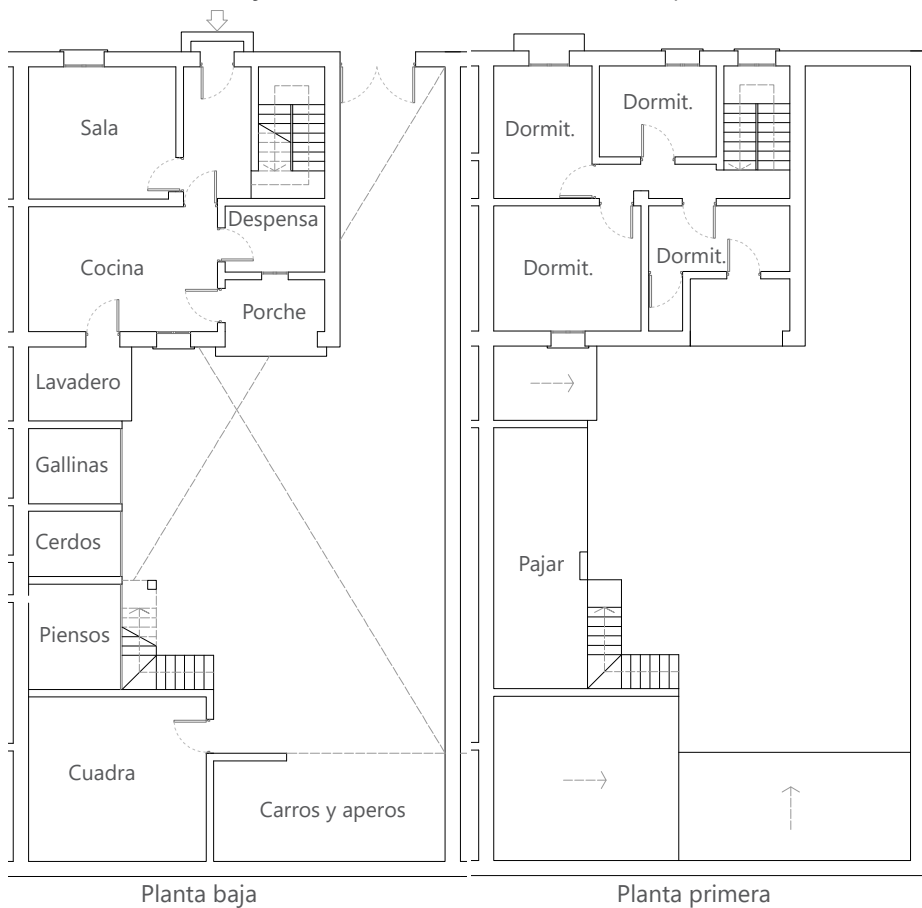 Sala
Despensa
Cocina
Porche
Lavadero
Gallinas
Cerdos
Piensos
Cuadra
Carros y aperos
Planta baja
Dormit.
Dormit.
Dormit.
Dormit.
Pajar
Planta primera